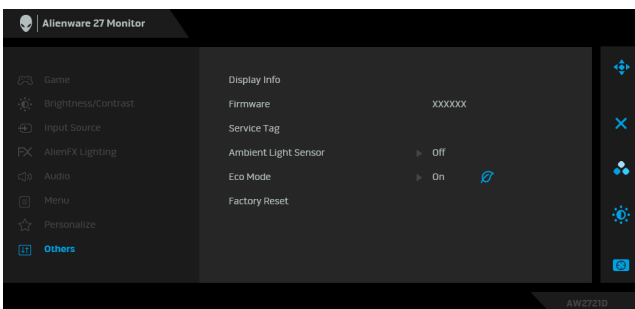 Alienware 27 Monitor
Game
Brightness/Contrast
Input Source
AlienFX Lighting
Audio
Menu
Personalize
Others
Display Info
Firmware XXXXXX
Service Tag
Ambient Light Sensor Off
Eco Mode On
Factory Reset
AW2721D